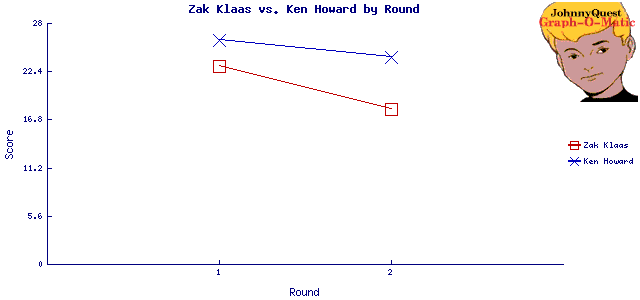 Zak Klaas vs. Ken Howard by Round
JohnnyQuest
Graph-O-Matic
28
22.4
16.8
11.2
5.6
0
Score
1
2
Round
Zak Klaas
Ken Howard